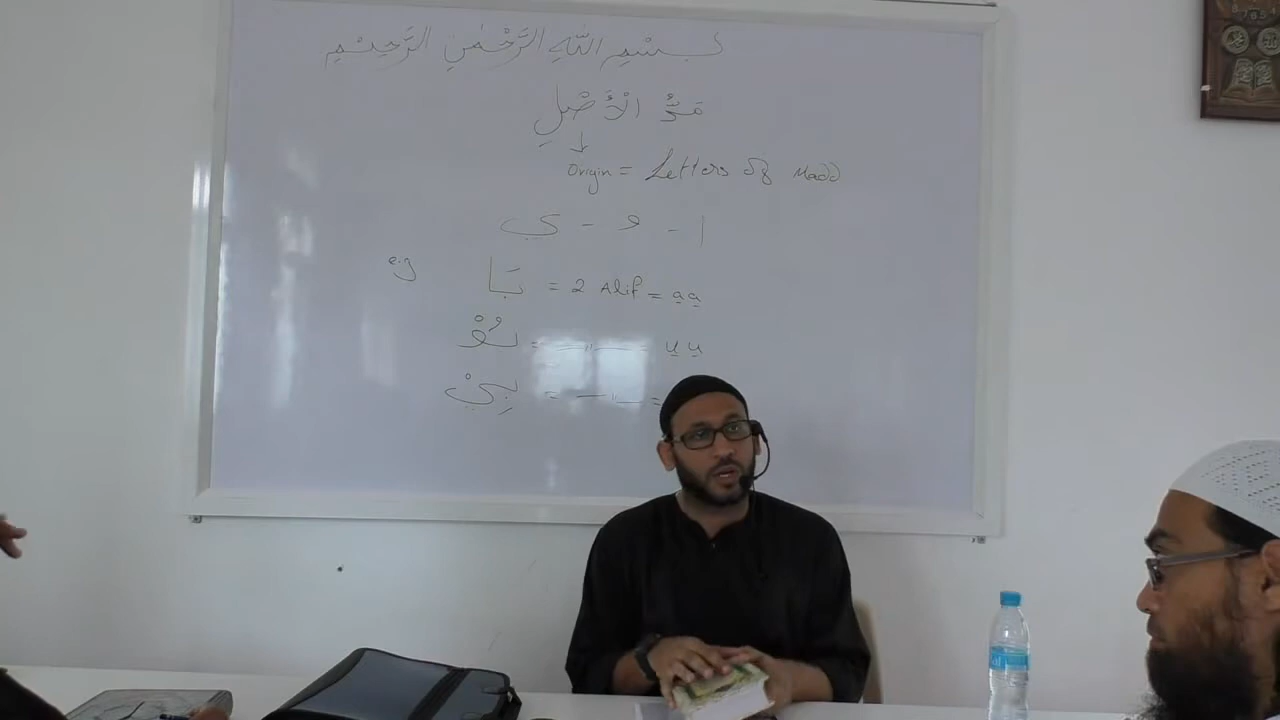 بِسْمِ اللَّهِ الرَّحْمَٰنِ الرَّحِيْمِ
مَدُّ الْأَصْلِ
↓
Origin = Letters of Madd
ا - و - ي
e.g بَا = 2 Alif = aa
بُوْ = —〃— uu
بِيْ = —〃— =